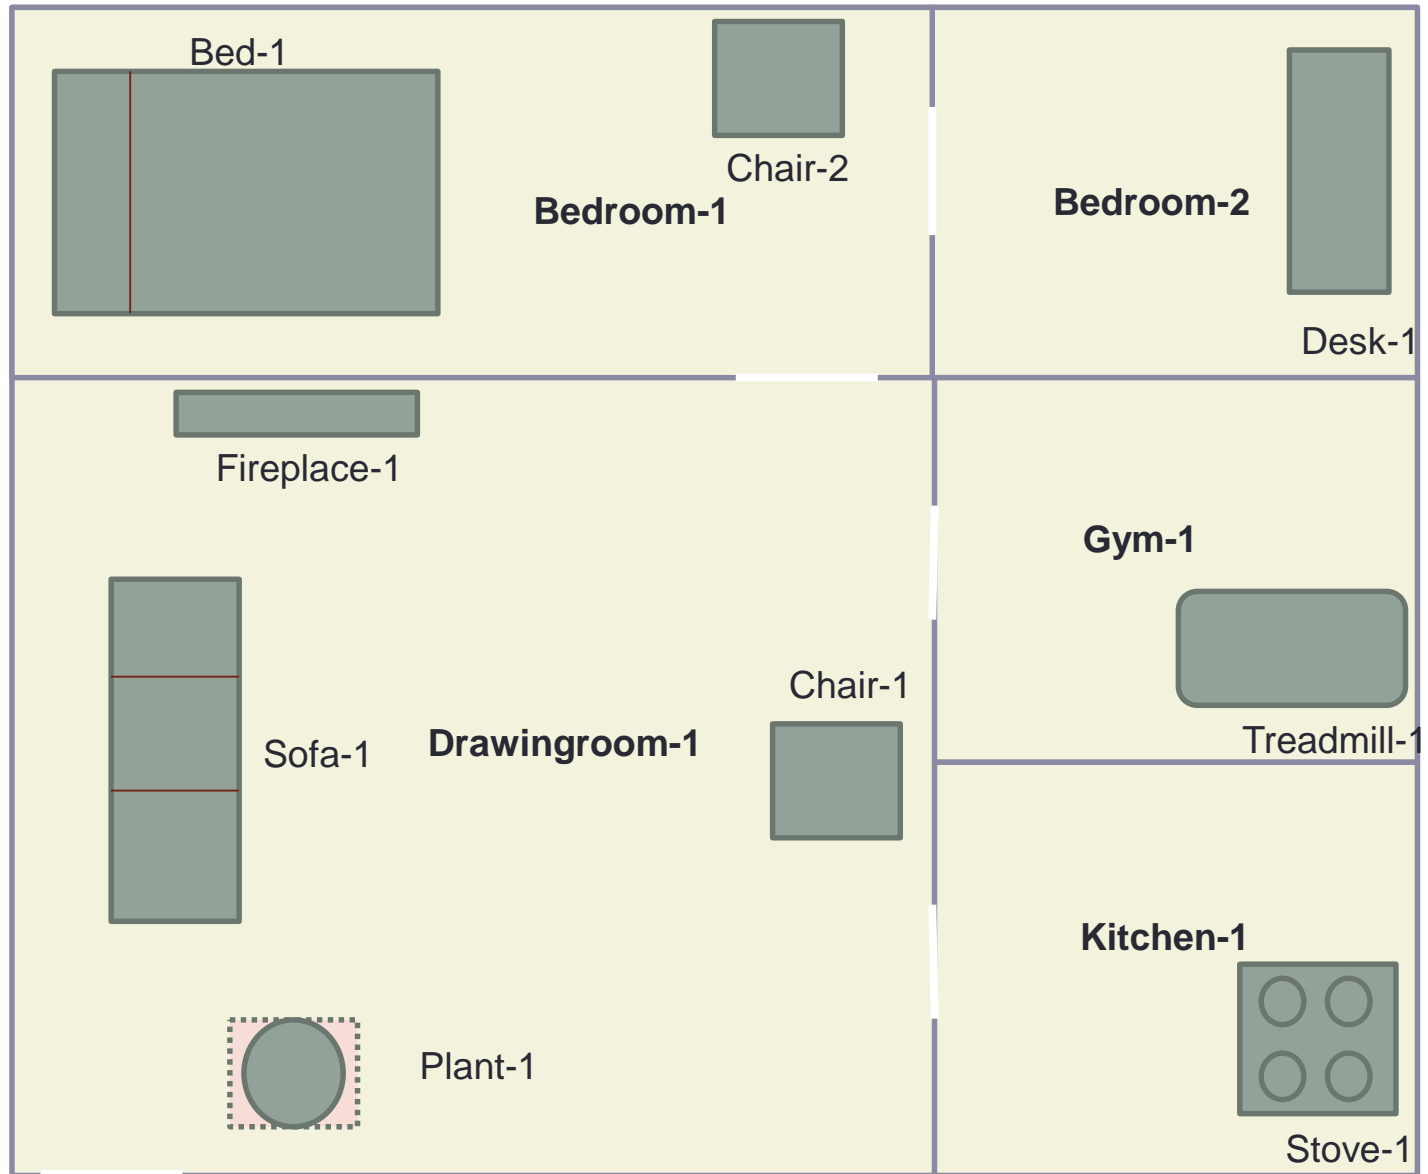 Bed-1
Chair-2
Bedroom-1
Bedroom-2
Desk-1
Fireplace-1
Gym-1
Chair-1
Treadmill-1
Sofa-1
Drawingroom-1
Kitchen-1
Plant-1
Stove-1